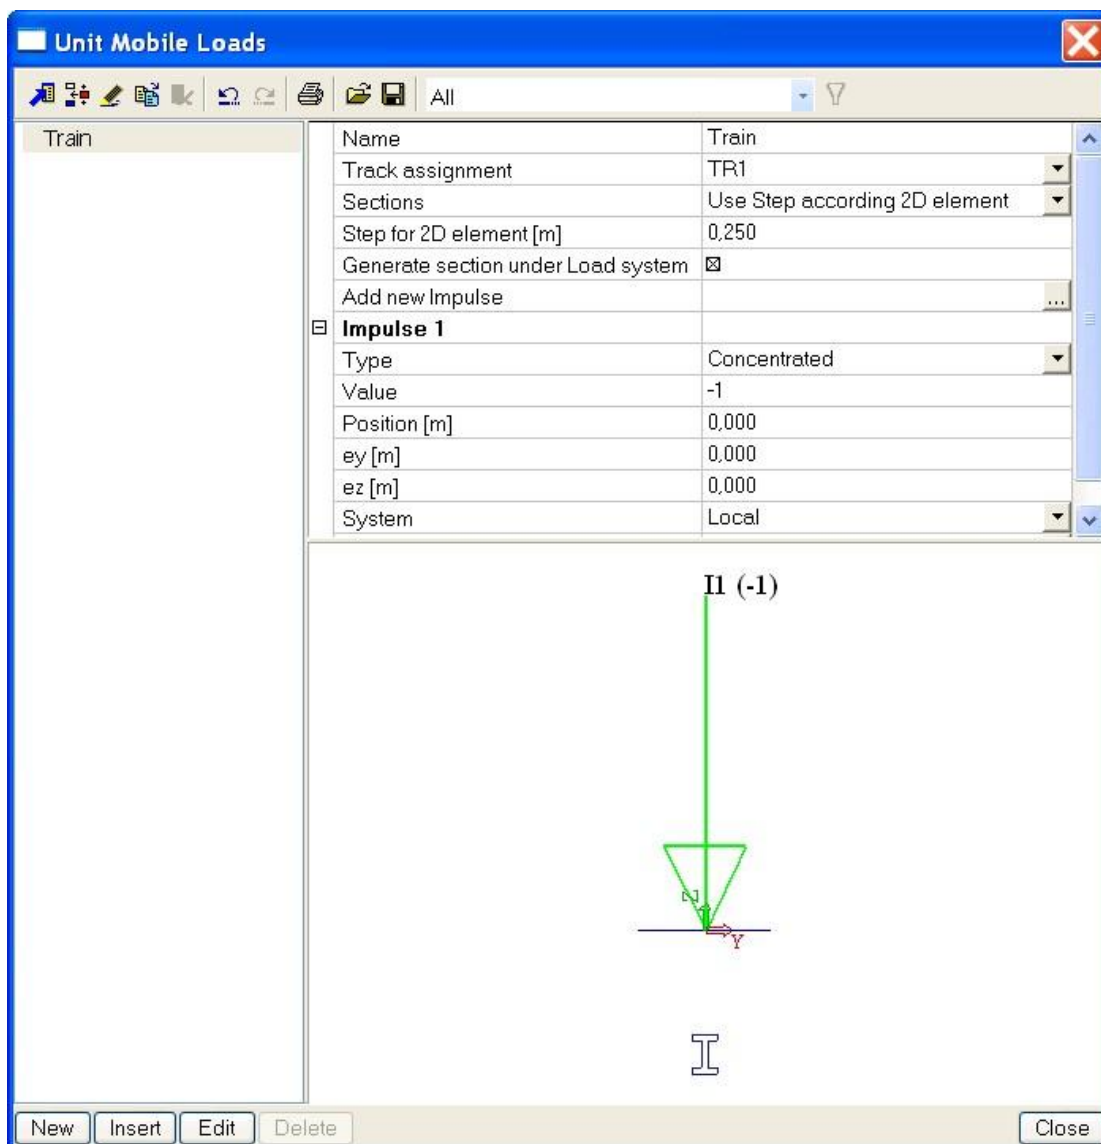 Unit Mobile Loads
All
Train
Name Train
Track assignment TR1
Sections Use Step according 2D element
Step for 2D element [m] 0,250
Generate section under Load system
Add new Impulse ...
Impulse 1
Type Concentrated
Value -1
Position [m] 0,000
ey [m] 0,000
ez [m] 0,000
System Local
I1 (-1)
Z
Y
New Insert Edit Delete Close